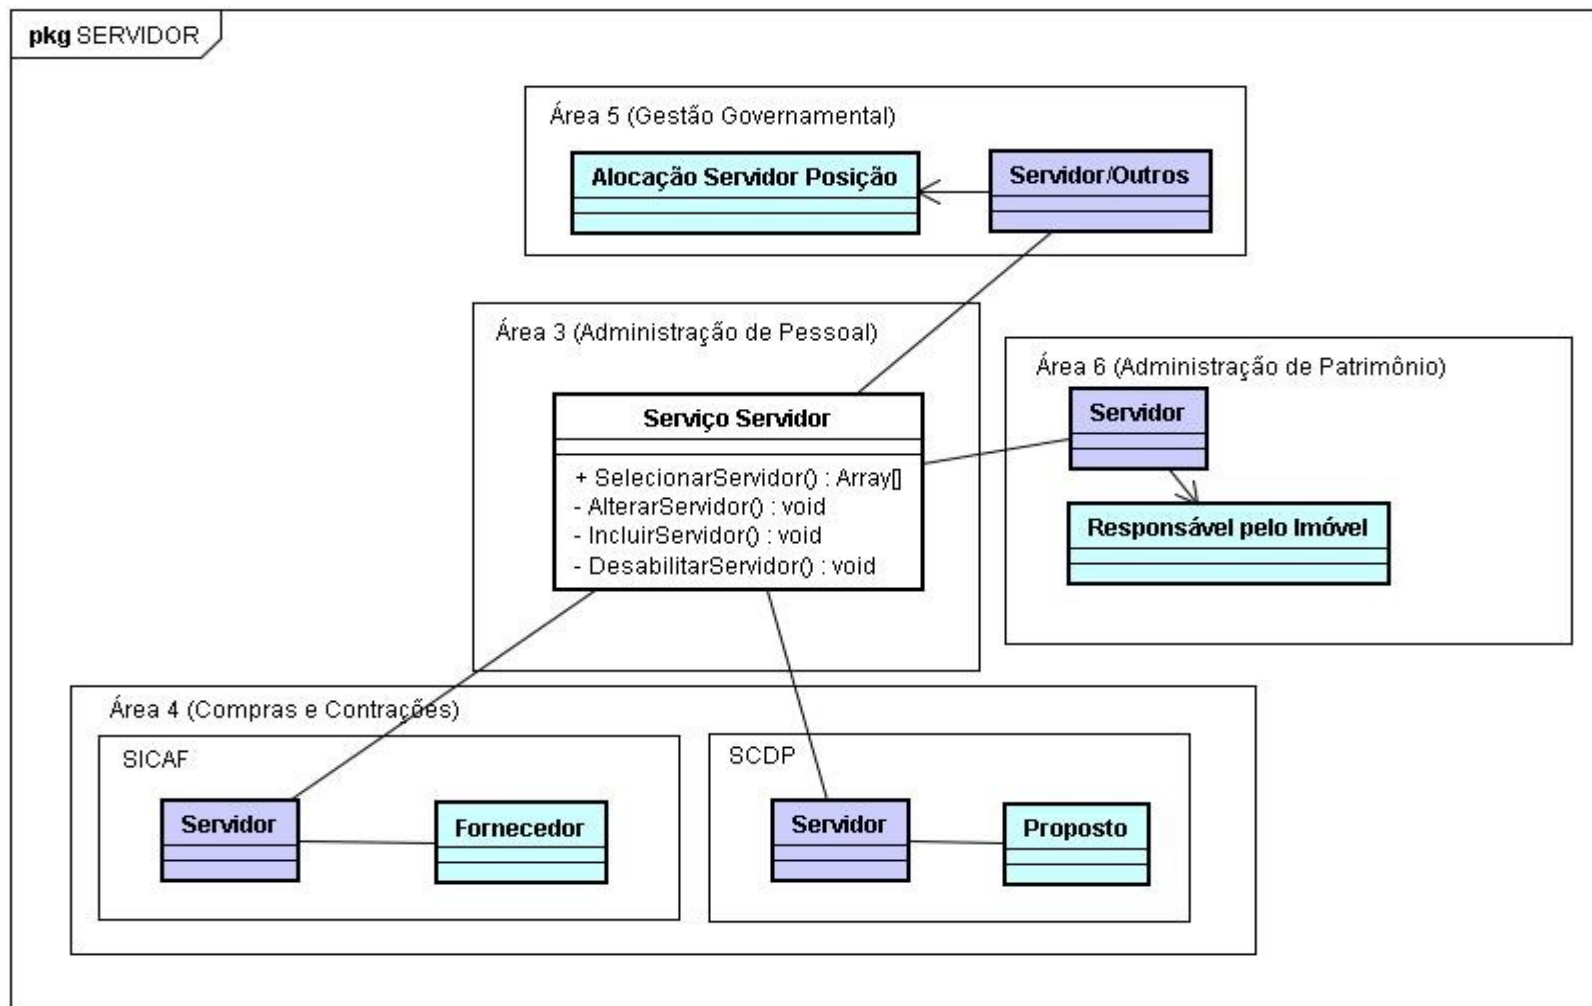 pkg SERVIDOR
Área 5 (Gestão Governamental)
Alocação Servidor Posição
Servidor/Outros
Área 3 (Administração de Pessoal)
Serviço Servidor
+ SelecionarServidor() : Array[]
- AlterarServidor() : void
- IncluirServidor() : void
- DesabilitarServidor() : void
Área 6 (Administração de Patrimônio)
Servidor
Responsável pelo Imóvel
Área 4 (Compras e Contrações)
SICAF
Servidor
Fornecedor
SCDP
Servidor
Proposto